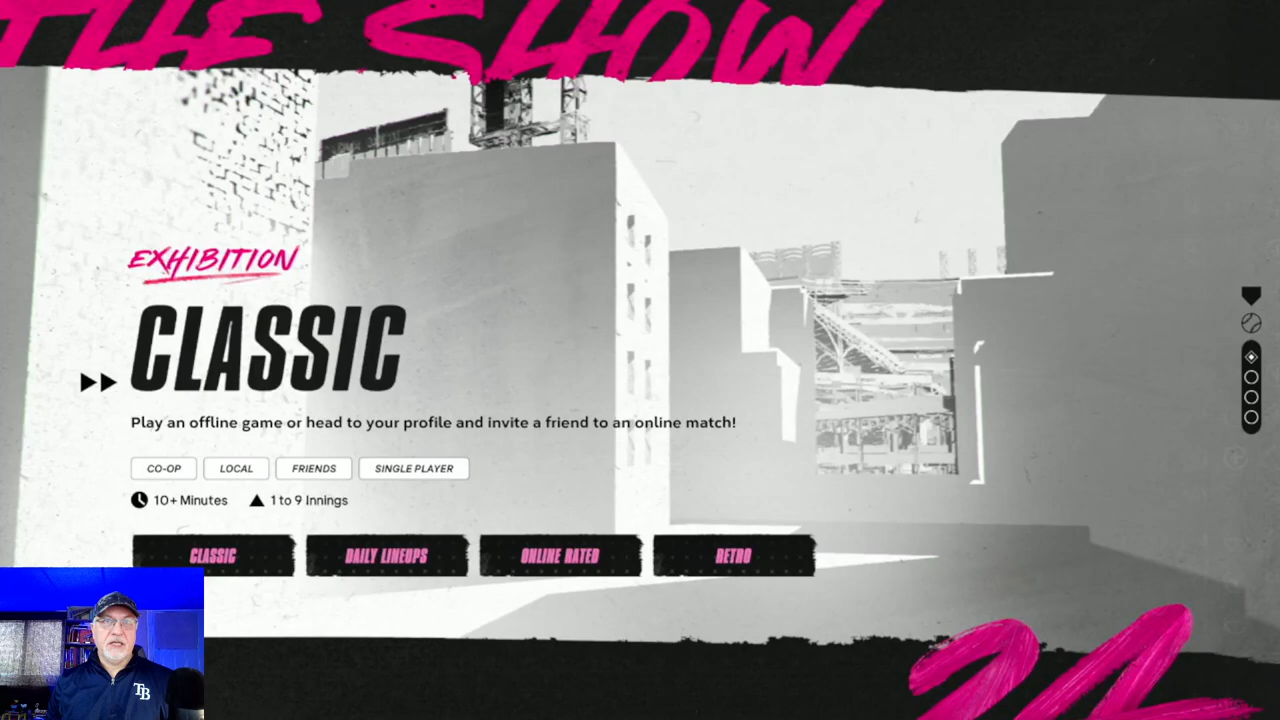 THE SHOW
EXHIBITION
CLASSIC
Play an offline game or head to your profile and invite a friend to an online match!
CO-OP LOCAL FRIENDS SINGLE PLAYER
10+ Minutes 1 to 9 Innings
CLASSIC DAILY LINEUPS ONLINE RATED RETRO
TB
24